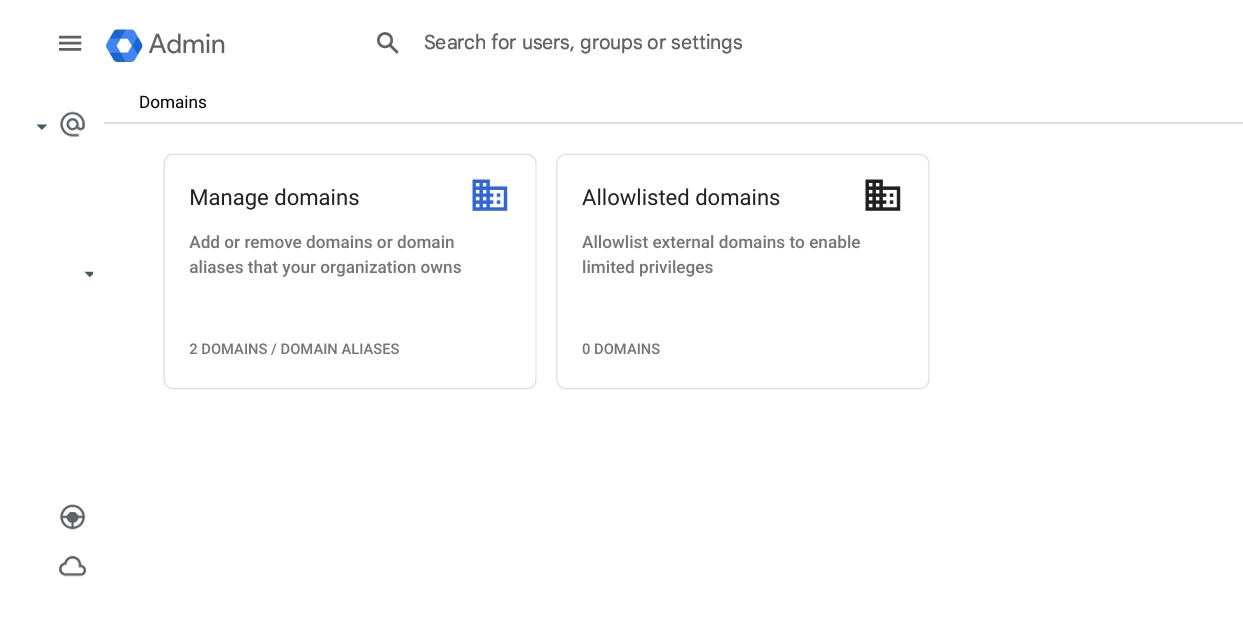 Admin
Search for users, groups or settings
Domains
Manage domains
Add or remove domains or domain
aliases that your organization owns
2 DOMAINS / DOMAIN ALIASES
Allowlisted domains
Allowlist external domains to enable
limited privileges
0 DOMAINS